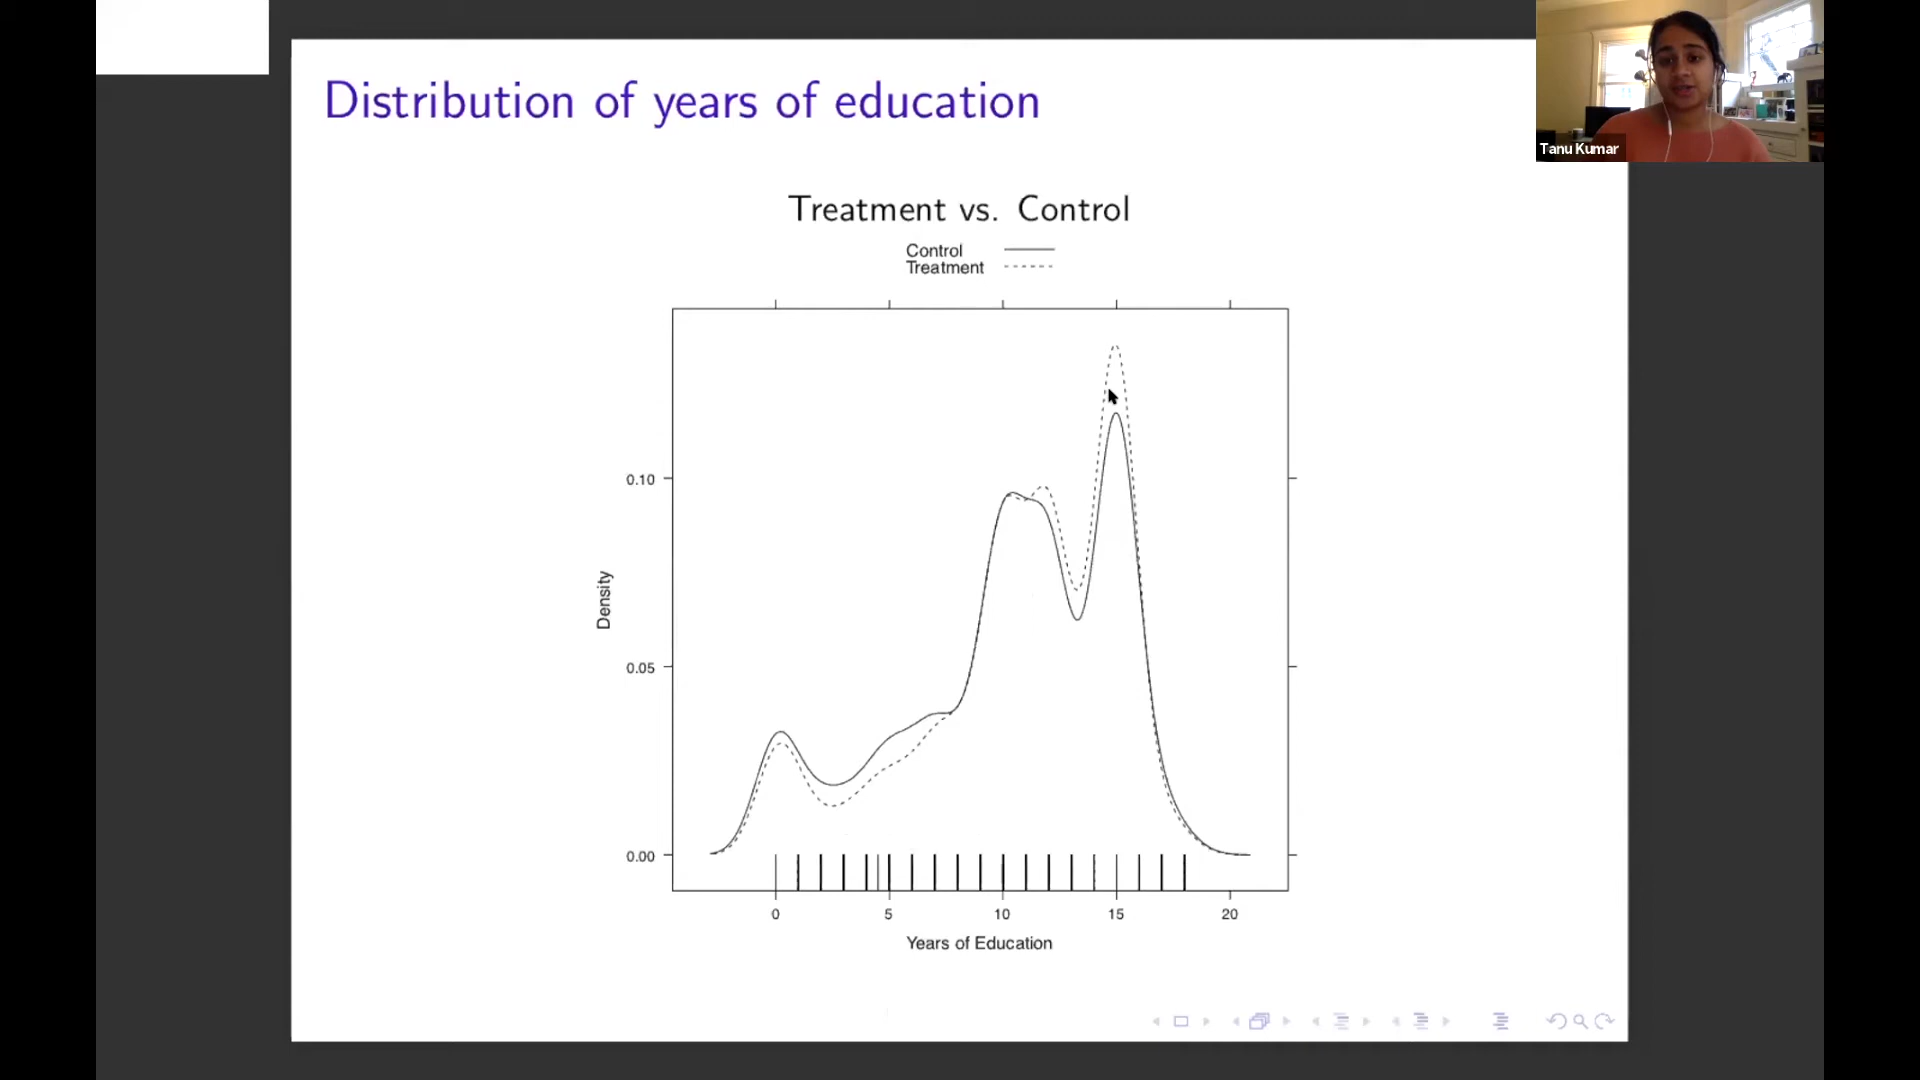 Distribution of years of education
Tanu Kumar
Treatment vs. Control
Control
Treatment
0.10
0.05
0.00
Density
0 5 10 15 20
Years of Education